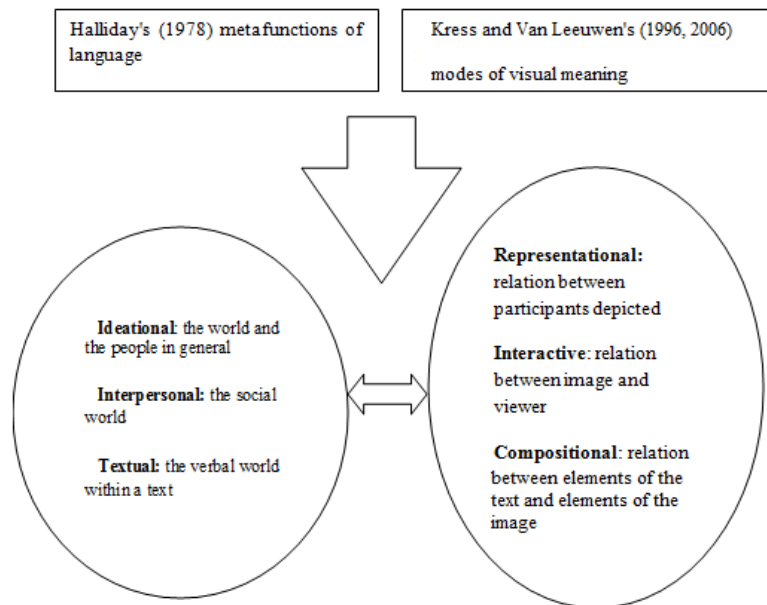 Halliday's (1978) metafunctions of
language
Kress and Van Leeuwen's (1996, 2006)
modes of visual meaning
Ideational: the world and
the people in general
Interpersonal: the social
world
Textual: the verbal world
within a text
Representational:
relation between
participants depicted
Interactive: relation
between image and
viewer
Compositional: relation
between elements of the
text and elements of the
image